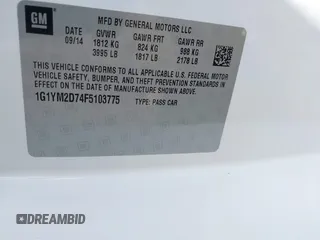 GM
MFD BY GENERAL MOTORS LLC
DATE GVWR GAWR FRT GAWR RR
09/14 1812 KG 824 KG 988 KG
3995 LB 1817 LB 2178 LB
THIS VEHICLE CONFORMS TO ALL APPLICABLE U.S. FEDERAL MOTOR
VEHICLE SAFETY, BUMPER, AND THEFT PREVENTION STANDARDS
IN EFFECT ON THE DATE OF MANUFACTURE SHOWN ABOVE.
1G1YM2D74F5103775 TYPE: PASS CAR
AutoBidMaster